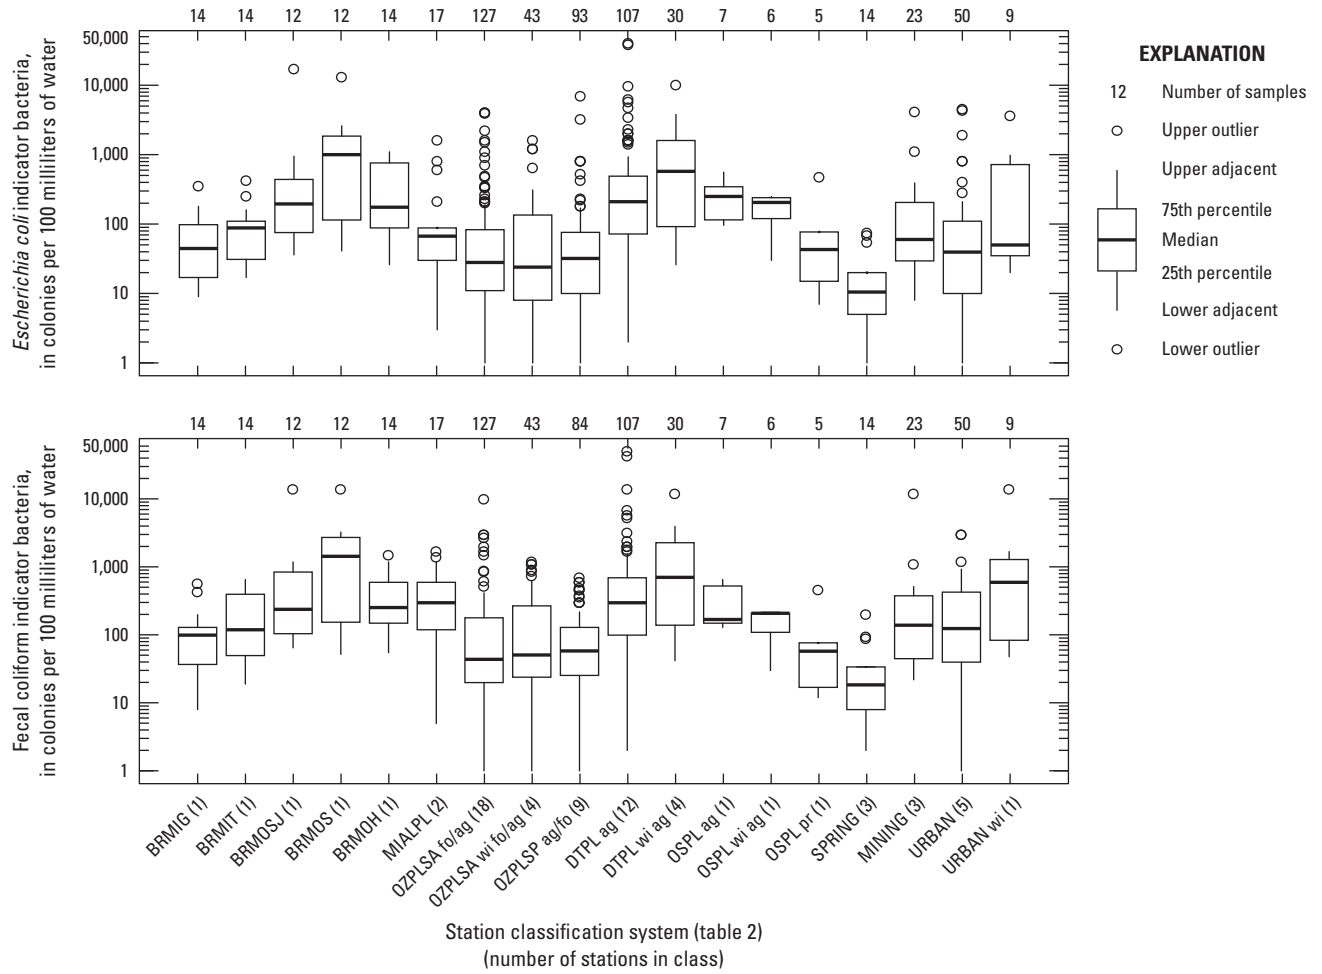 14 14 12 12 14 17 127 43 93 107 30 7 6 5 14 23 50 9
Escherichia coli indicator bacteria,
in colonies per 100 milliliters of water
50,000
10,000
1,000
100
10
1
EXPLANATION
12 Number of samples
Upper outlier
Upper adjacent
75th percentile
Median
25th percentile
Lower adjacent
Lower outlier
14 14 12 12 14 17 127 43 84 107 30 7 6 5 14 23 50 9
Fecal coliform indicator bacteria,
in colonies per 100 milliliters of water
50,000
10,000
1,000
100
10
1
BRMIG (1)
BRMIT (1)
BRMOSJ (1)
BRMOS (1)
BRMOH (1)
MIALPL (2)
OZPLSA fo/ag (18)
OZPLSA wi fo/ag (4)
OZPLSP ag/fo (9)
DTPL ag (12)
DTPL wi ag (4)
OSPL ag (1)
OSPL wi ag (1)
OSPL pr (1)
SPRING (3)
MINING (3)
URBAN (5)
URBAN wi (1)
Station classification system (table 2)
(number of stations in class)